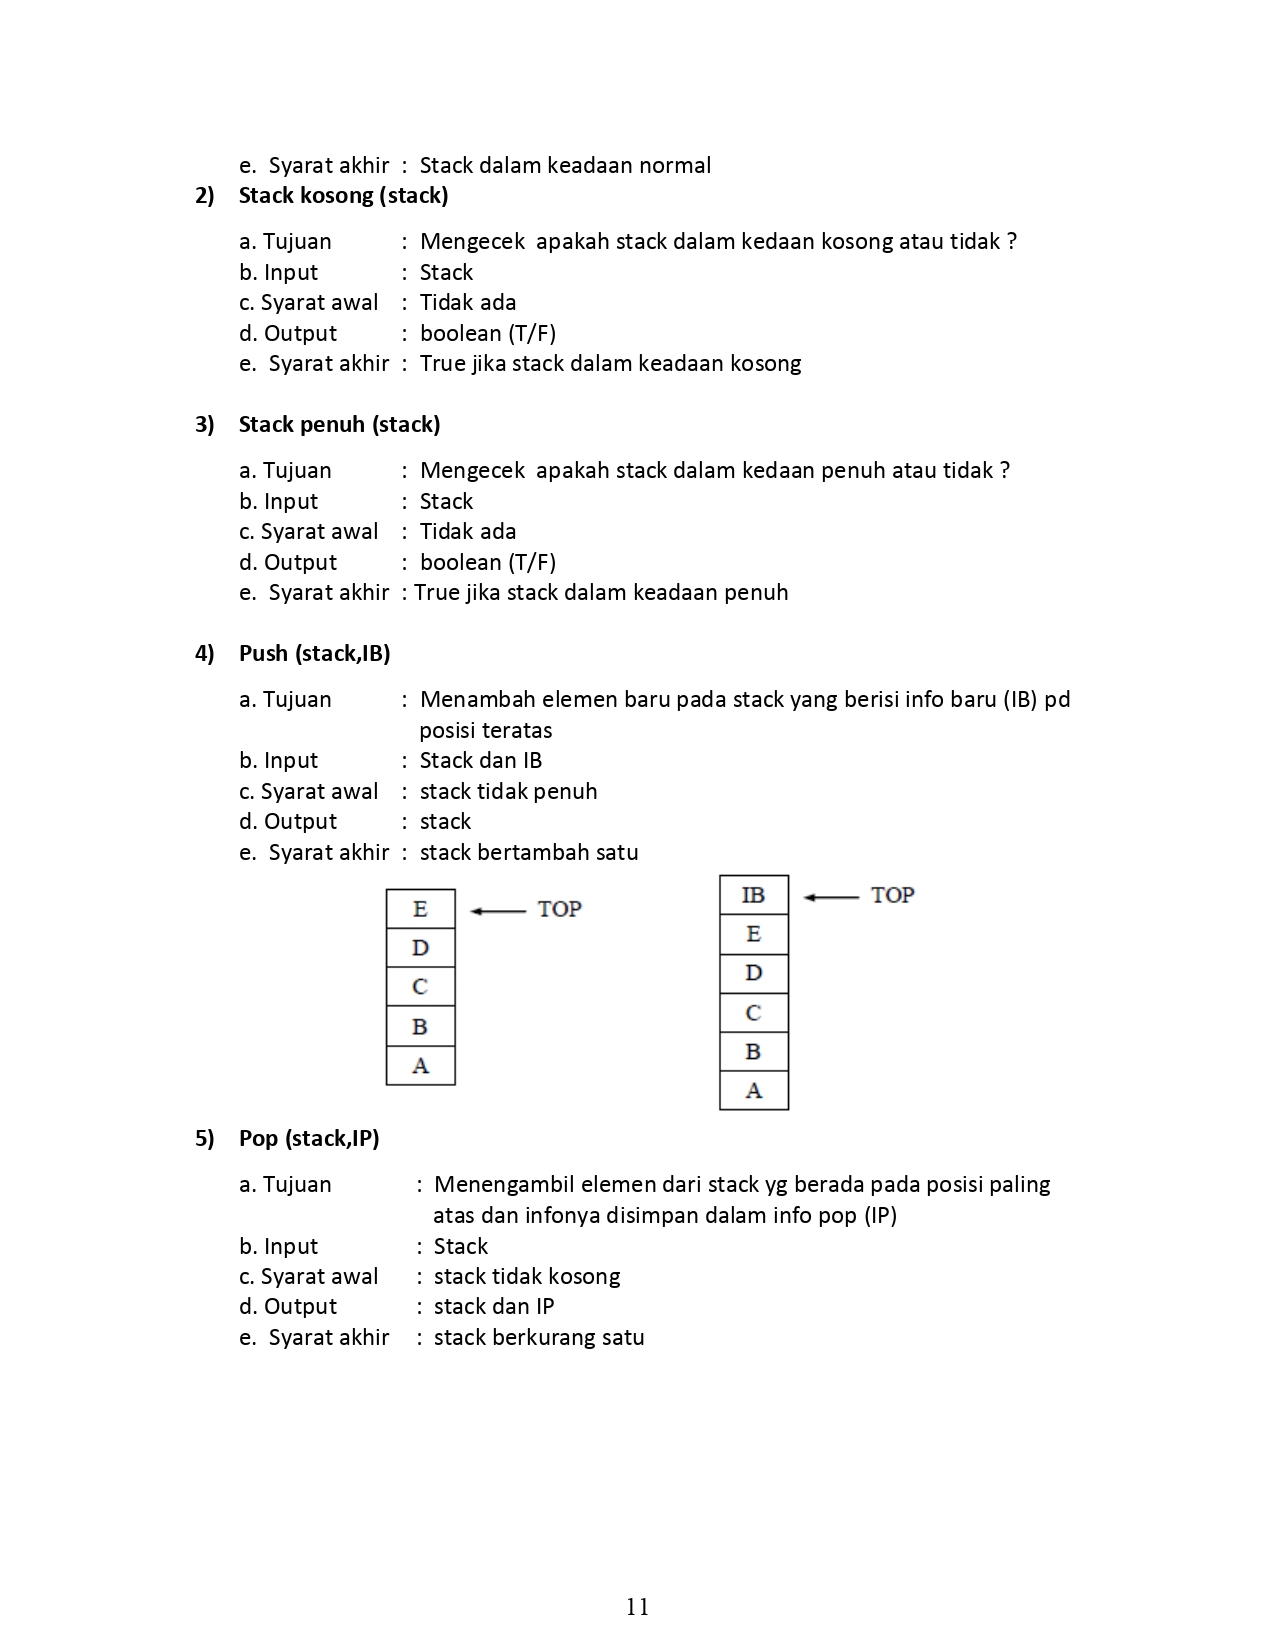 e. Syarat akhir : Stack dalam keadaan normal
2) Stack kosong (stack)
a. Tujuan : Mengecek apakah stack dalam kedaan kosong atau tidak ?
b. Input : Stack
c. Syarat awal : Tidak ada
d. Output : boolean (T/F)
e. Syarat akhir : True jika stack dalam keadaan kosong
3) Stack penuh (stack)
a. Tujuan : Mengecek apakah stack dalam kedaan penuh atau tidak ?
b. Input : Stack
c. Syarat awal : Tidak ada
d. Output : boolean (T/F)
e. Syarat akhir : True jika stack dalam keadaan penuh
4) Push (stack,IB)
a. Tujuan : Menambah elemen baru pada stack yang berisi info baru (IB) pd
posisi teratas
b. Input : Stack dan IB
c. Syarat awal : stack tidak penuh
d. Output : stack
e. Syarat akhir : stack bertambah satu
E TOP
D
C
B
A
IB TOP
E
D
C
B
A
5) Pop (stack,IP)
a. Tujuan : Menengambil elemen dari stack yg berada pada posisi paling
atas dan infonya disimpan dalam info pop (IP)
b. Input : Stack
c. Syarat awal : stack tidak kosong
d. Output : stack dan IP
e. Syarat akhir : stack berkurang satu
11